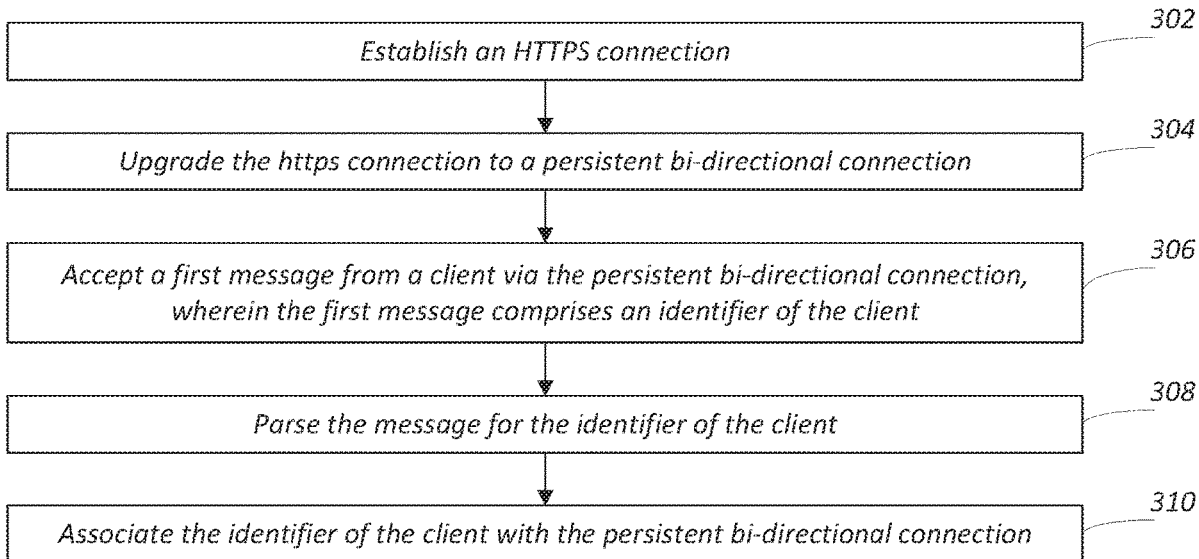 302
Establish an HTTPS connection
304
Upgrade the https connection to a persistent bi-directional connection
306
Accept a first message from a client via the persistent bi-directional connection,
wherein the first message comprises an identifier of the client
308
Parse the message for the identifier of the client
310
Associate the identifier of the client with the persistent bi-directional connection